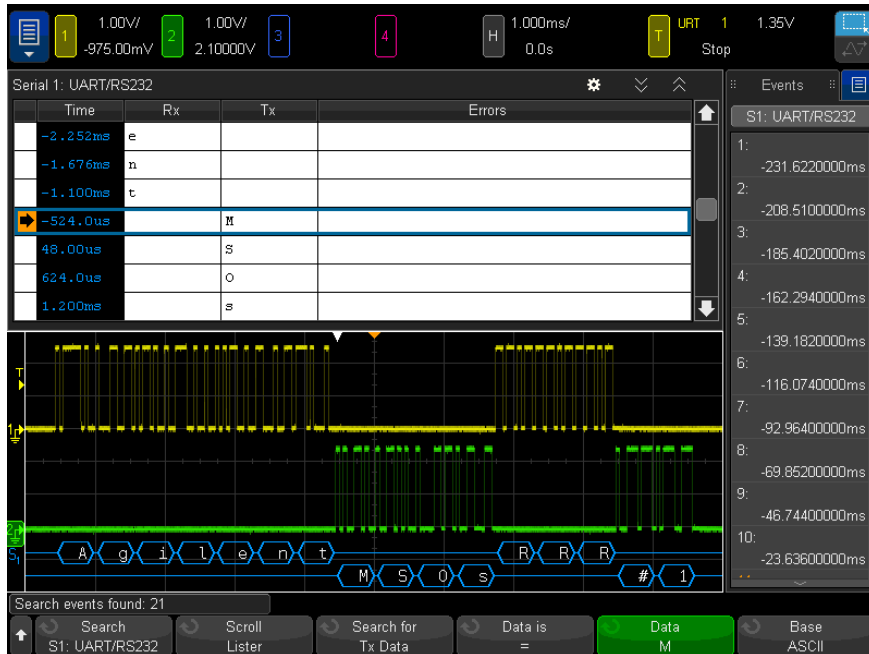 1 1.00V/ 2 1.00V/ 3 4 H 1.000ms/ T URT 1 1.35V
-975.00mV 2.10000V 0.0s Stop
Serial 1: UART/RS232
Time Rx Tx Errors
-2.252ms e
-1.676ms n
-1.100ms t
-524.0us M
48.00us S
624.0us O
1.200ms s
Events
S1: UART/RS232
1:
-231.6220000ms
2:
-208.5100000ms
3:
-185.4020000ms
4:
-162.2940000ms
5:
-139.1820000ms
6:
-116.0740000ms
7:
-92.96400000ms
8:
-69.85200000ms
9:
-46.74400000ms
10:
-23.63600000ms
T
1
2
S1 A g i l e n t R R R
M S O s # 1
Search events found: 21
Search Scroll Search for Data is Data Base
S1: UART/RS232 Lister Tx Data = M ASCII